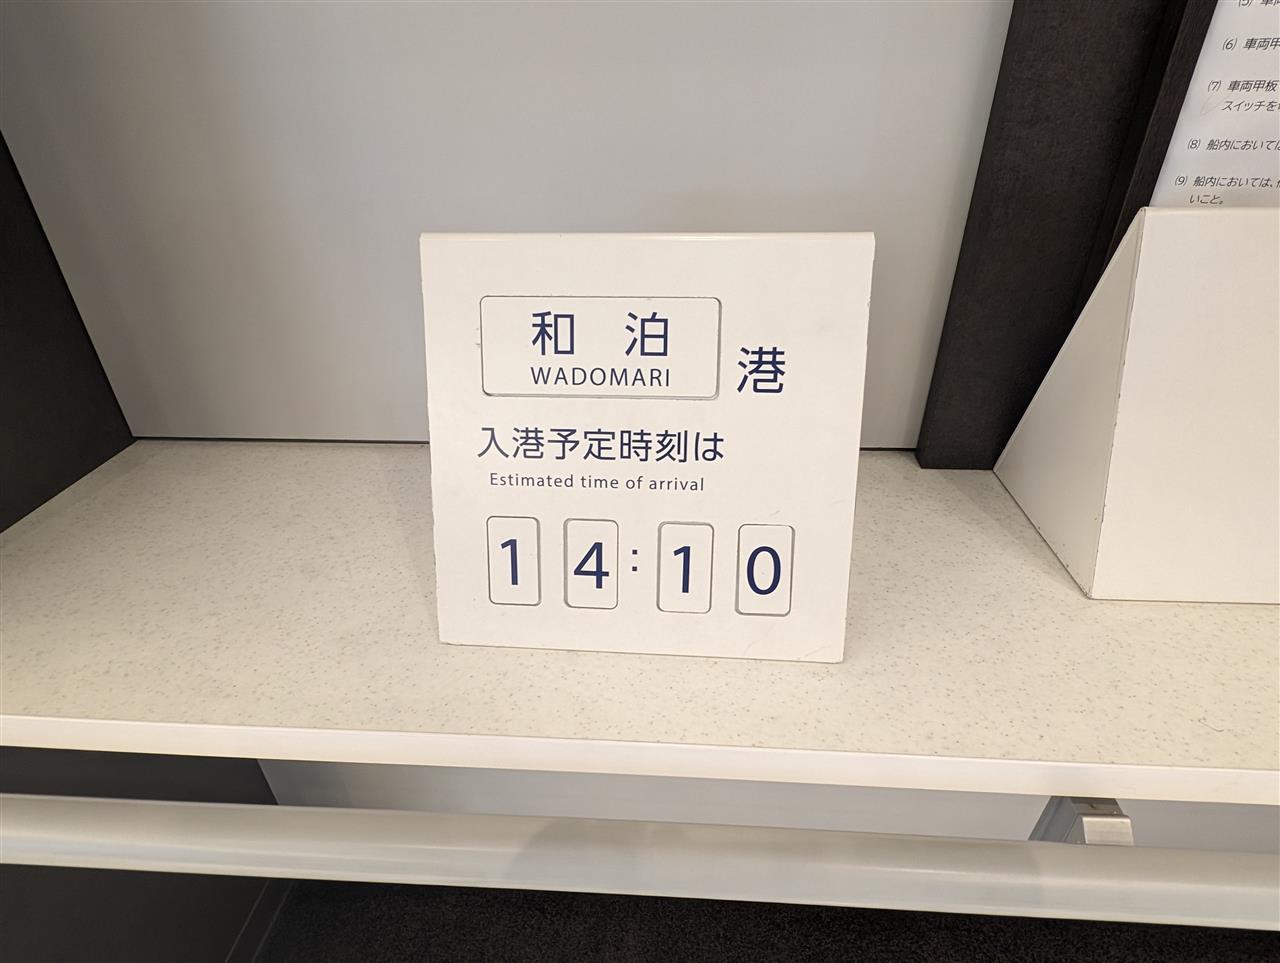 和 泊
WADOMARI
港
入港予定時刻は
Estimated time of arrival
14:10
(6) 車両甲
(7) 車両甲板
スイッチを
(8) 船内においては
(9) 船内においては、
いこと。